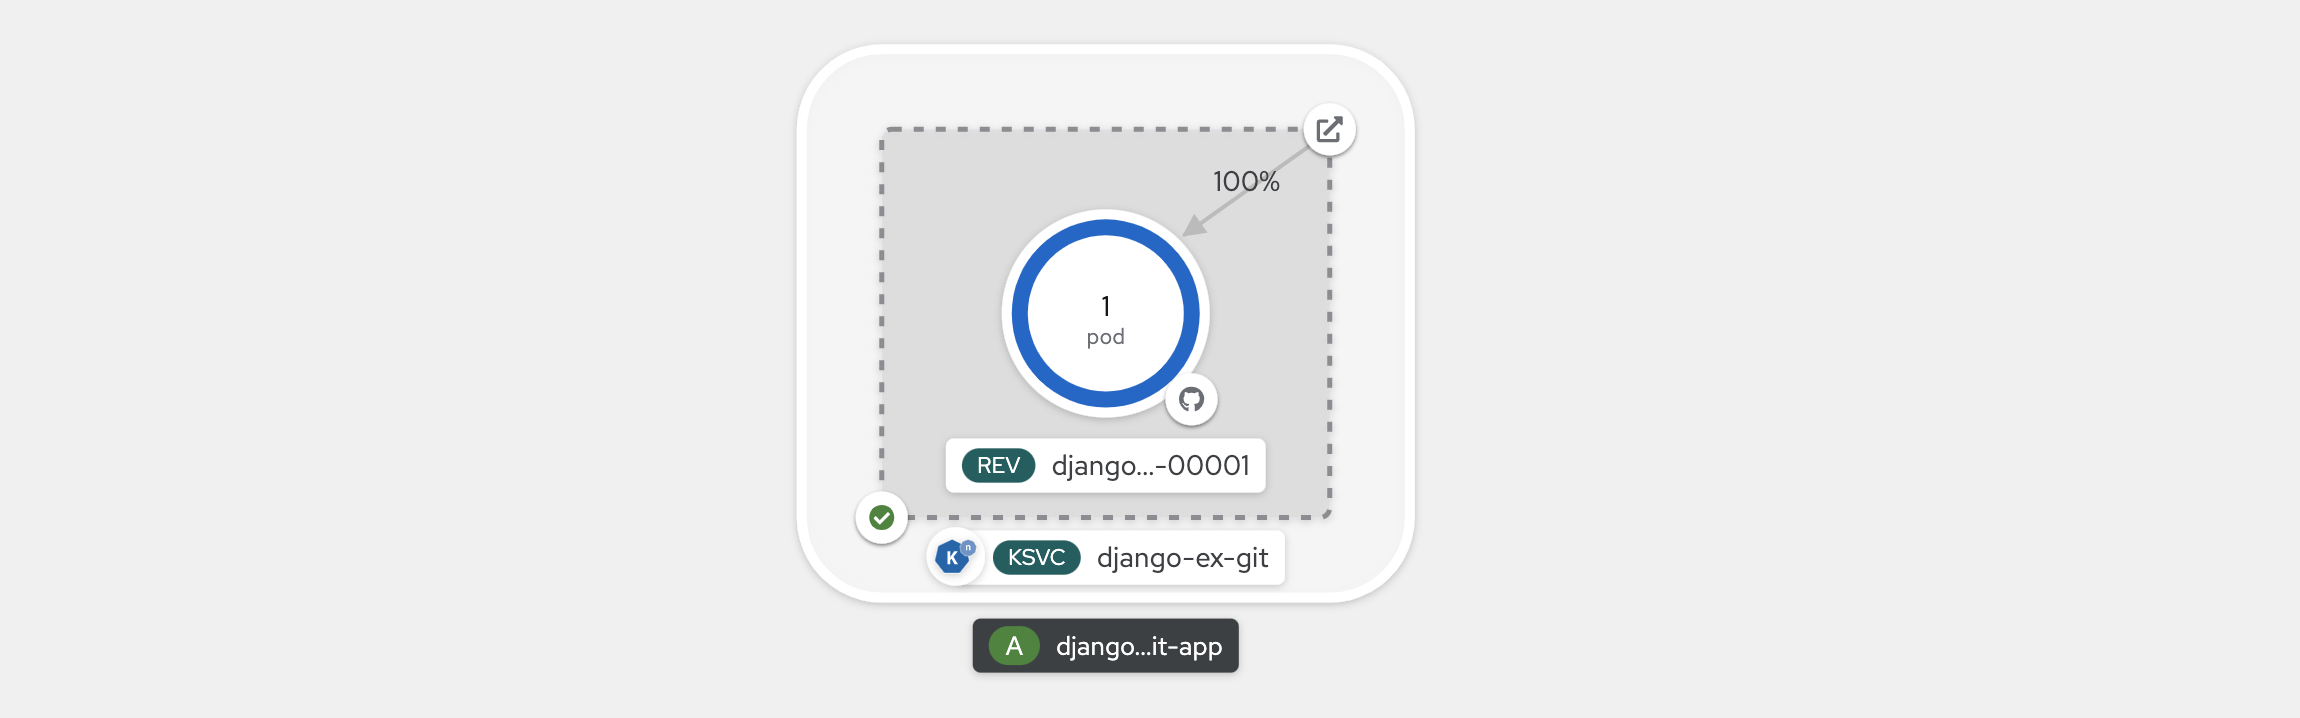 100%
1
pod
REV django...-00001
K n KSVC django-ex-git
A django...it-app